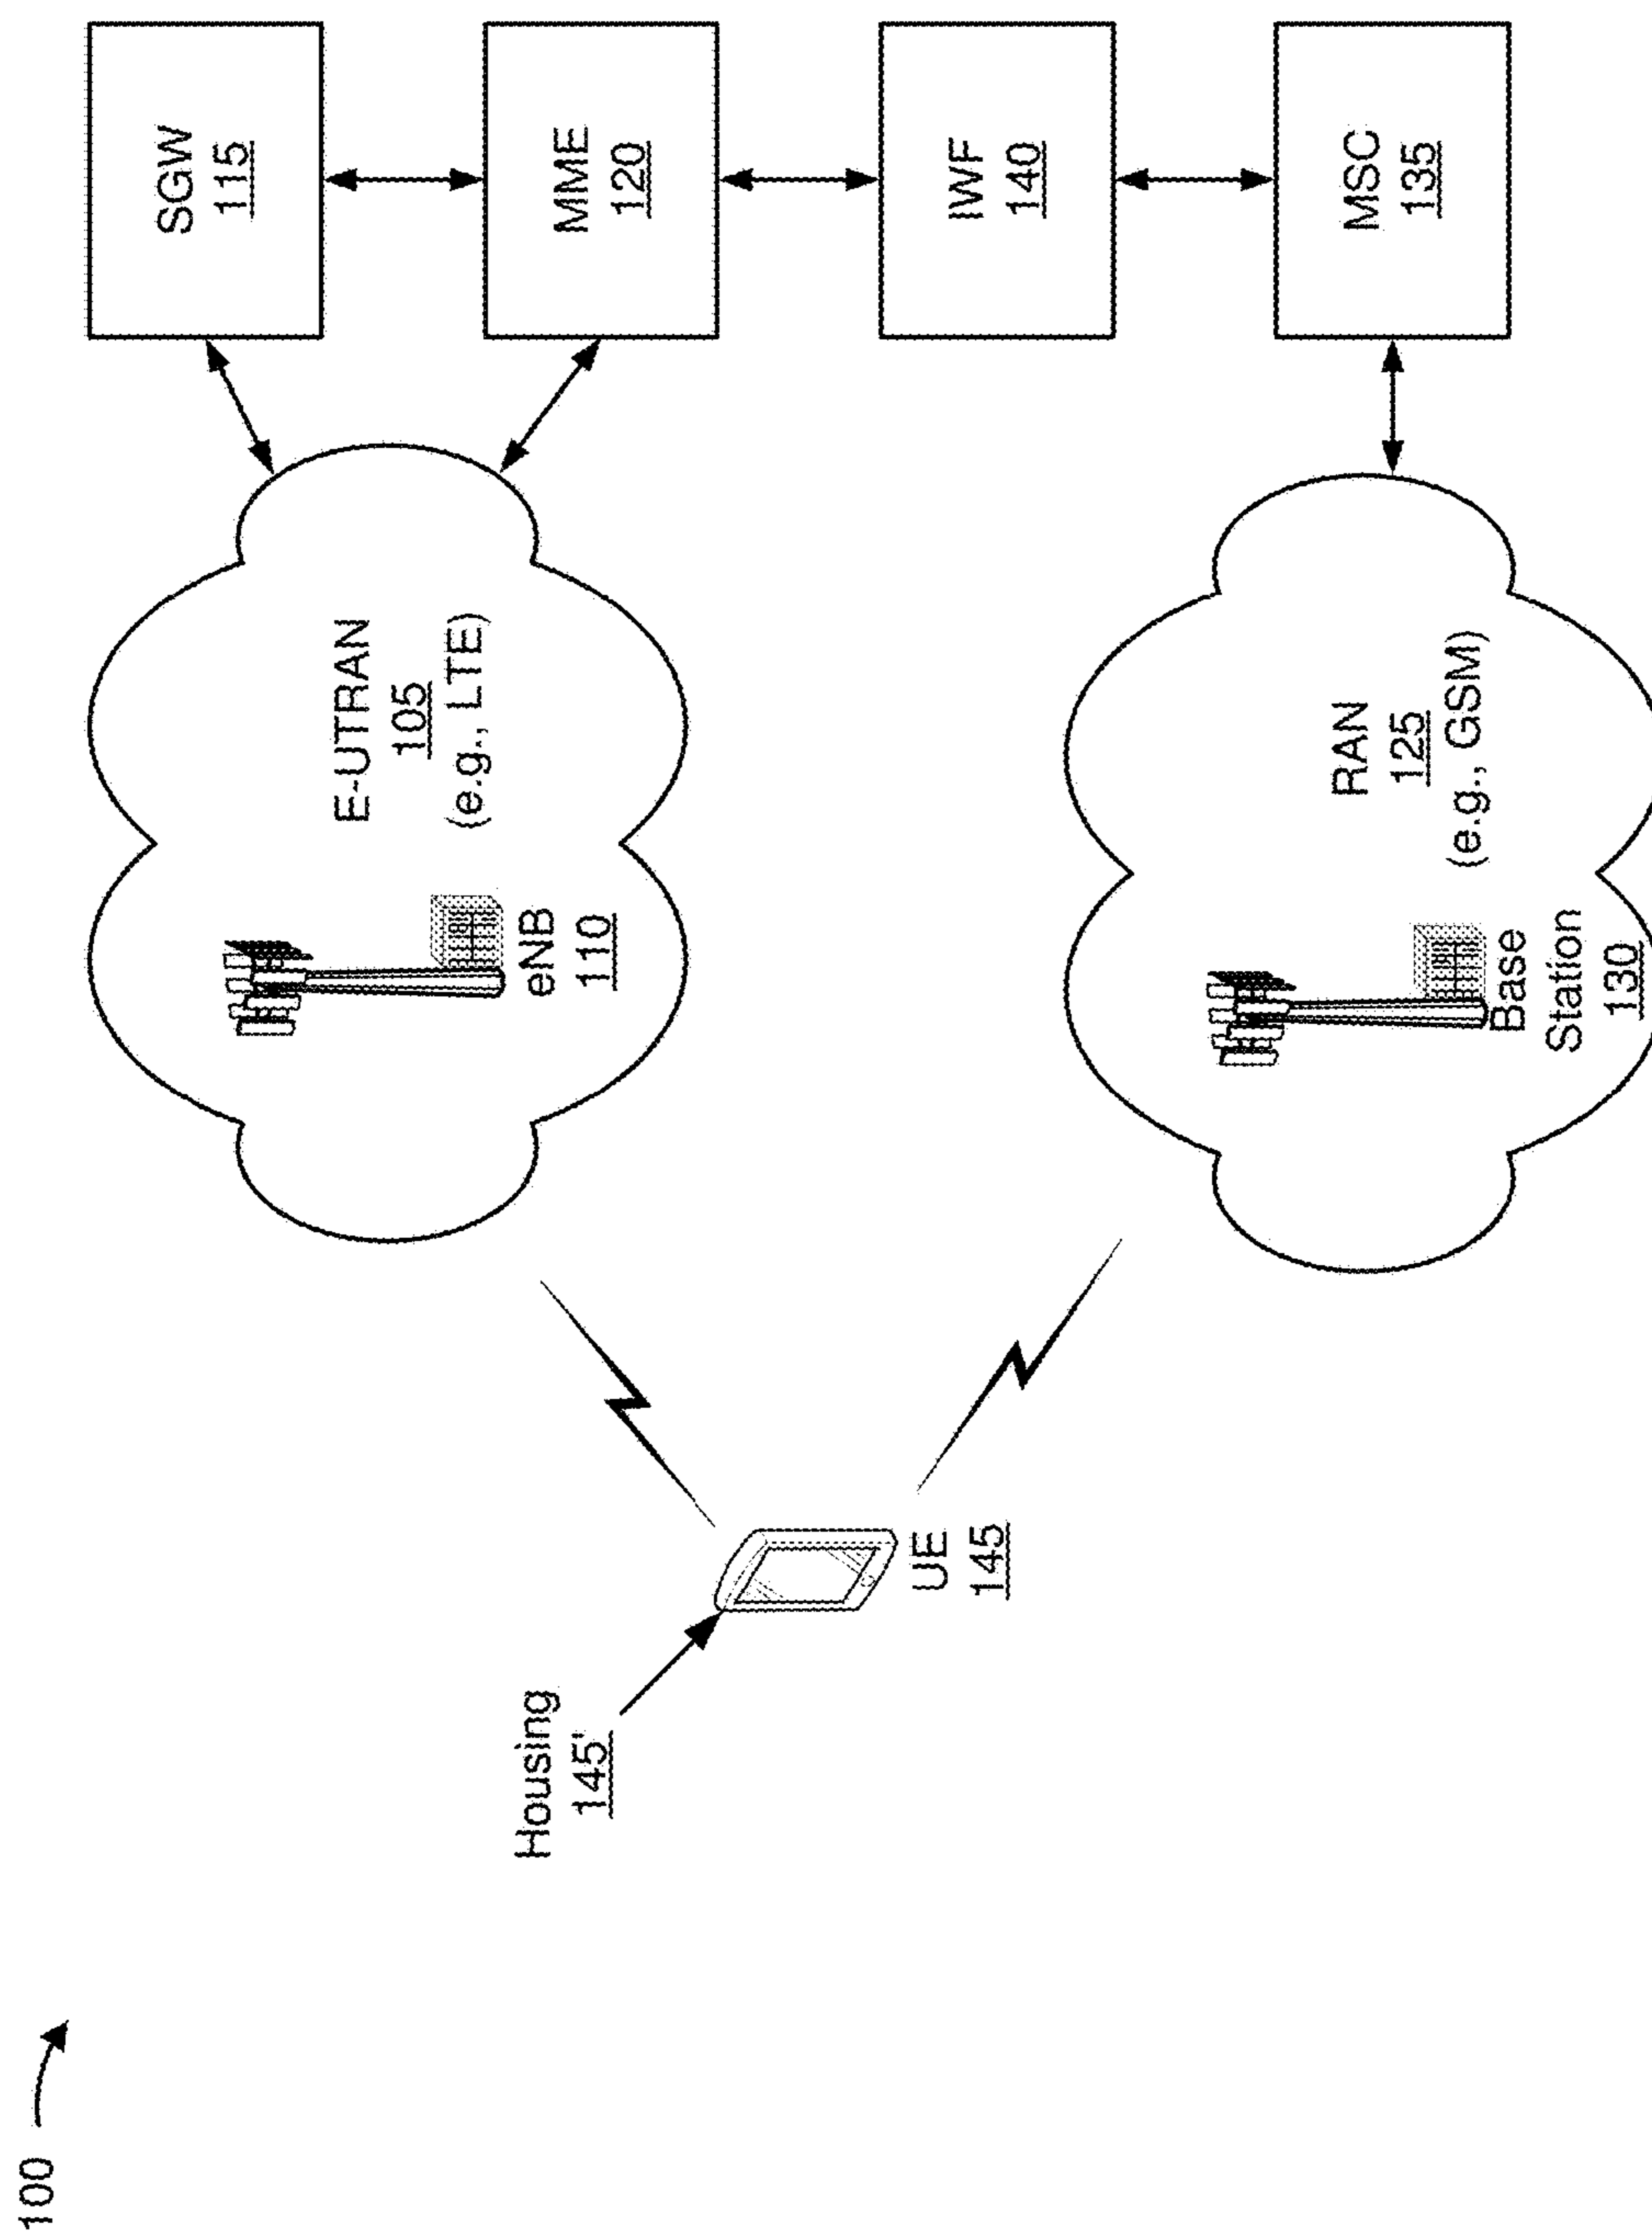 100
Housing
145'
UE
145
E-UTRAN
105
(e.g., LTE)
eNB
110
RAN
125
(e.g., GSM)
Base
Station
130
SGW
115
MME
120
IWF
140
MSC
135